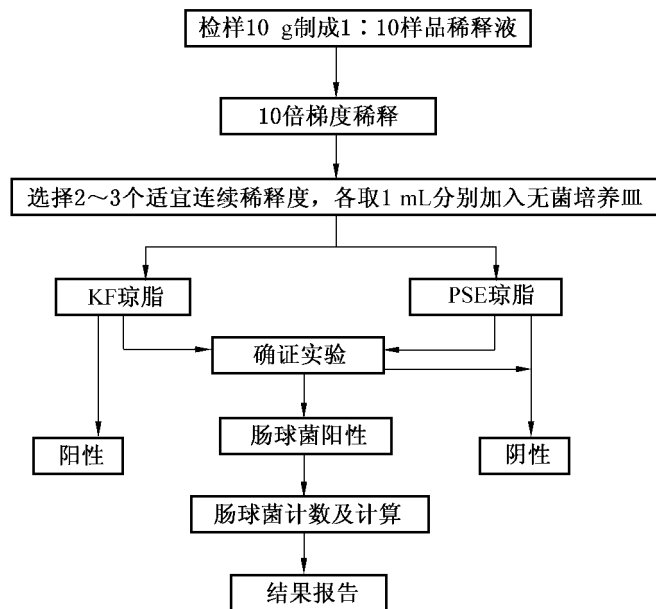 检样10 g制成1∶10样品稀释液
10倍梯度稀释
选择2～3个适宜连续稀释度，各取1 mL分别加入无菌培养皿
KF琼脂
PSE琼脂
确证实验
阳性
肠球菌阳性
阴性
肠球菌计数及计算
结果报告